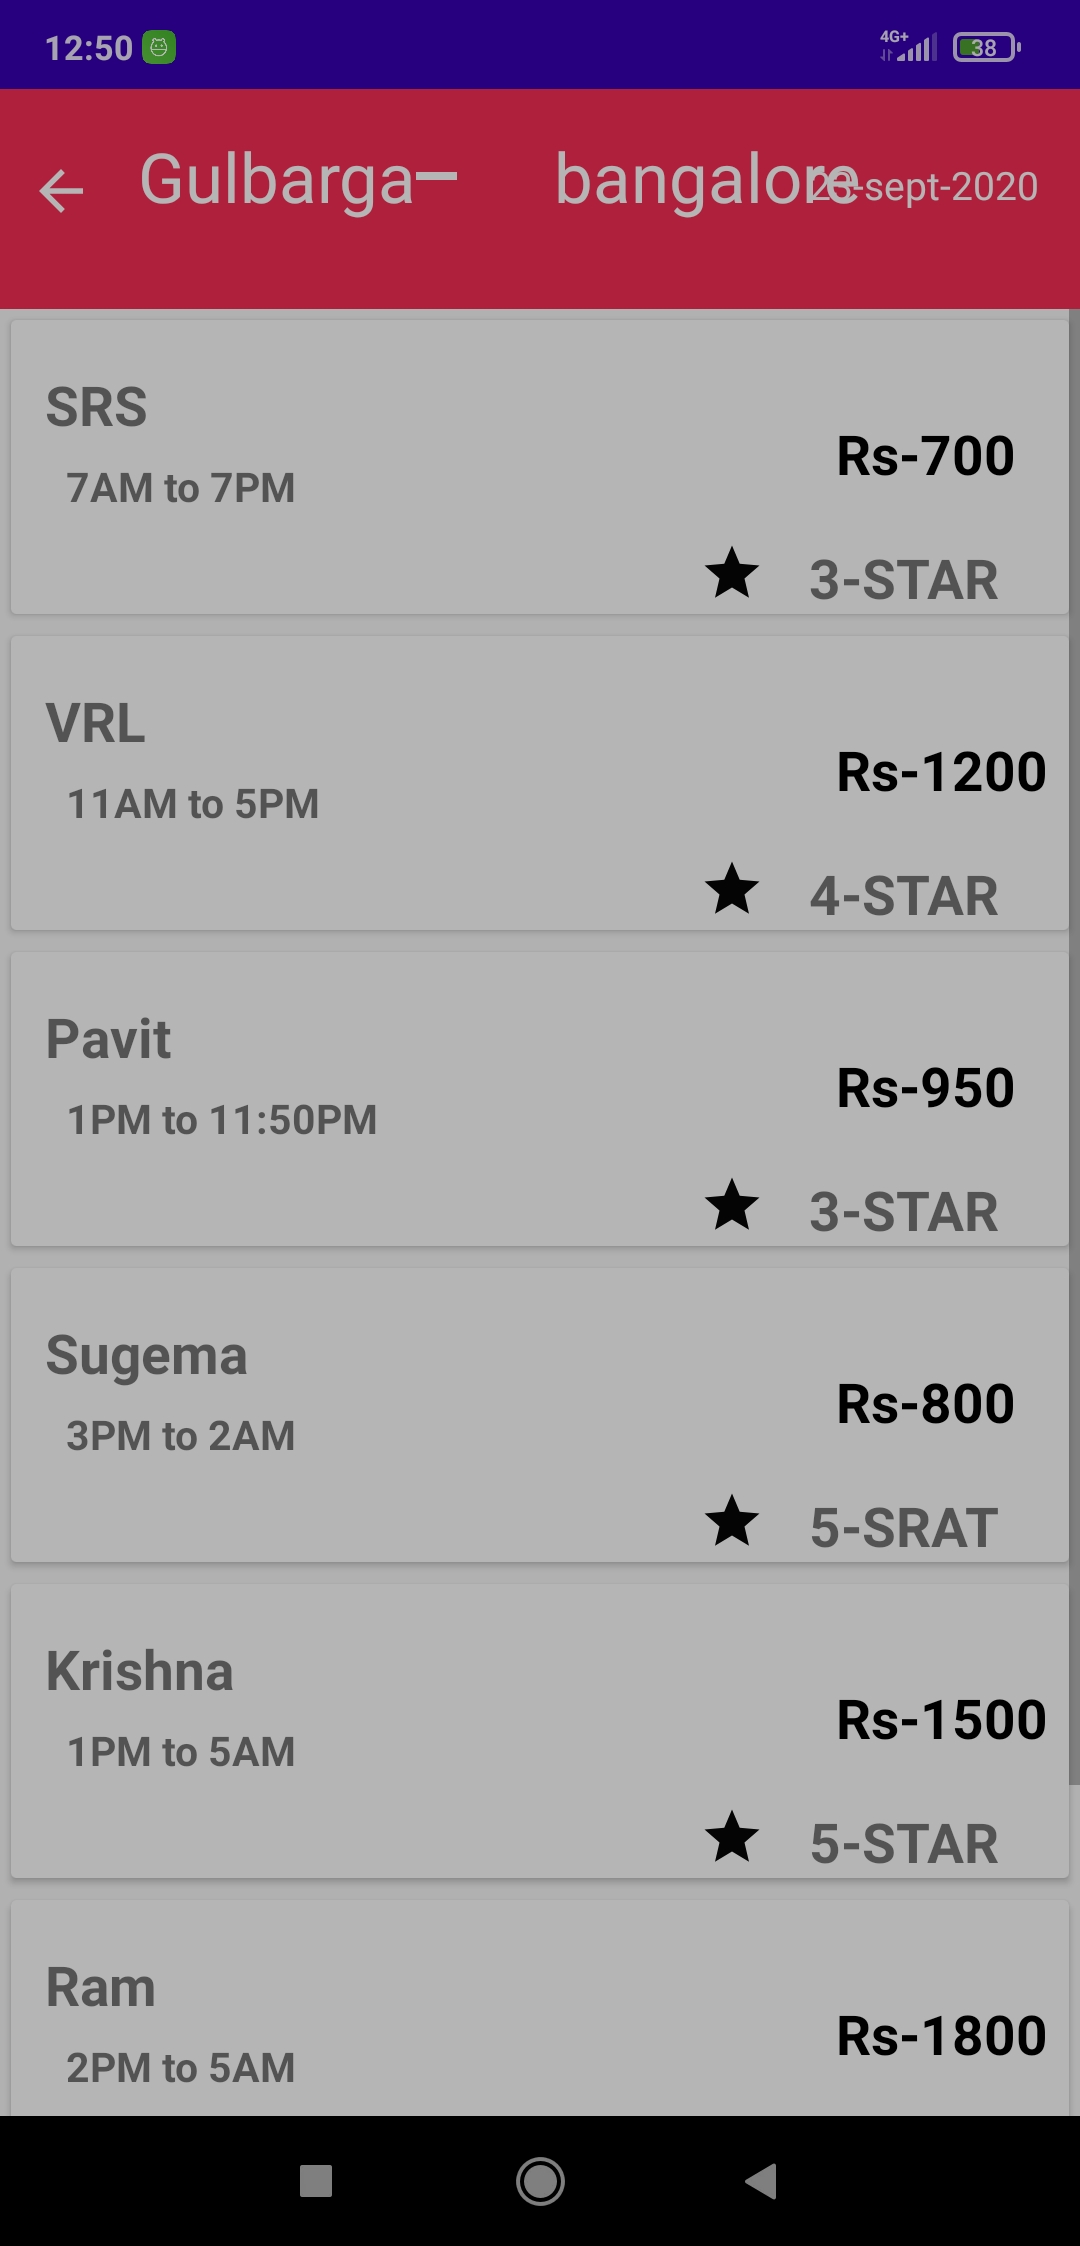 12:50 4G+ 38
Gulbarga– bangalore
-sept-2020
SRS
Rs-700
7AM to 7PM
3-STAR
VRL
Rs-1200
11AM to 5PM
4-STAR
Pavit
Rs-950
1PM to 11:50PM
3-STAR
Sugema
Rs-800
3PM to 2AM
5-SRAT
Krishna
Rs-1500
1PM to 5AM
5-STAR
Ram
Rs-1800
2PM to 5AM